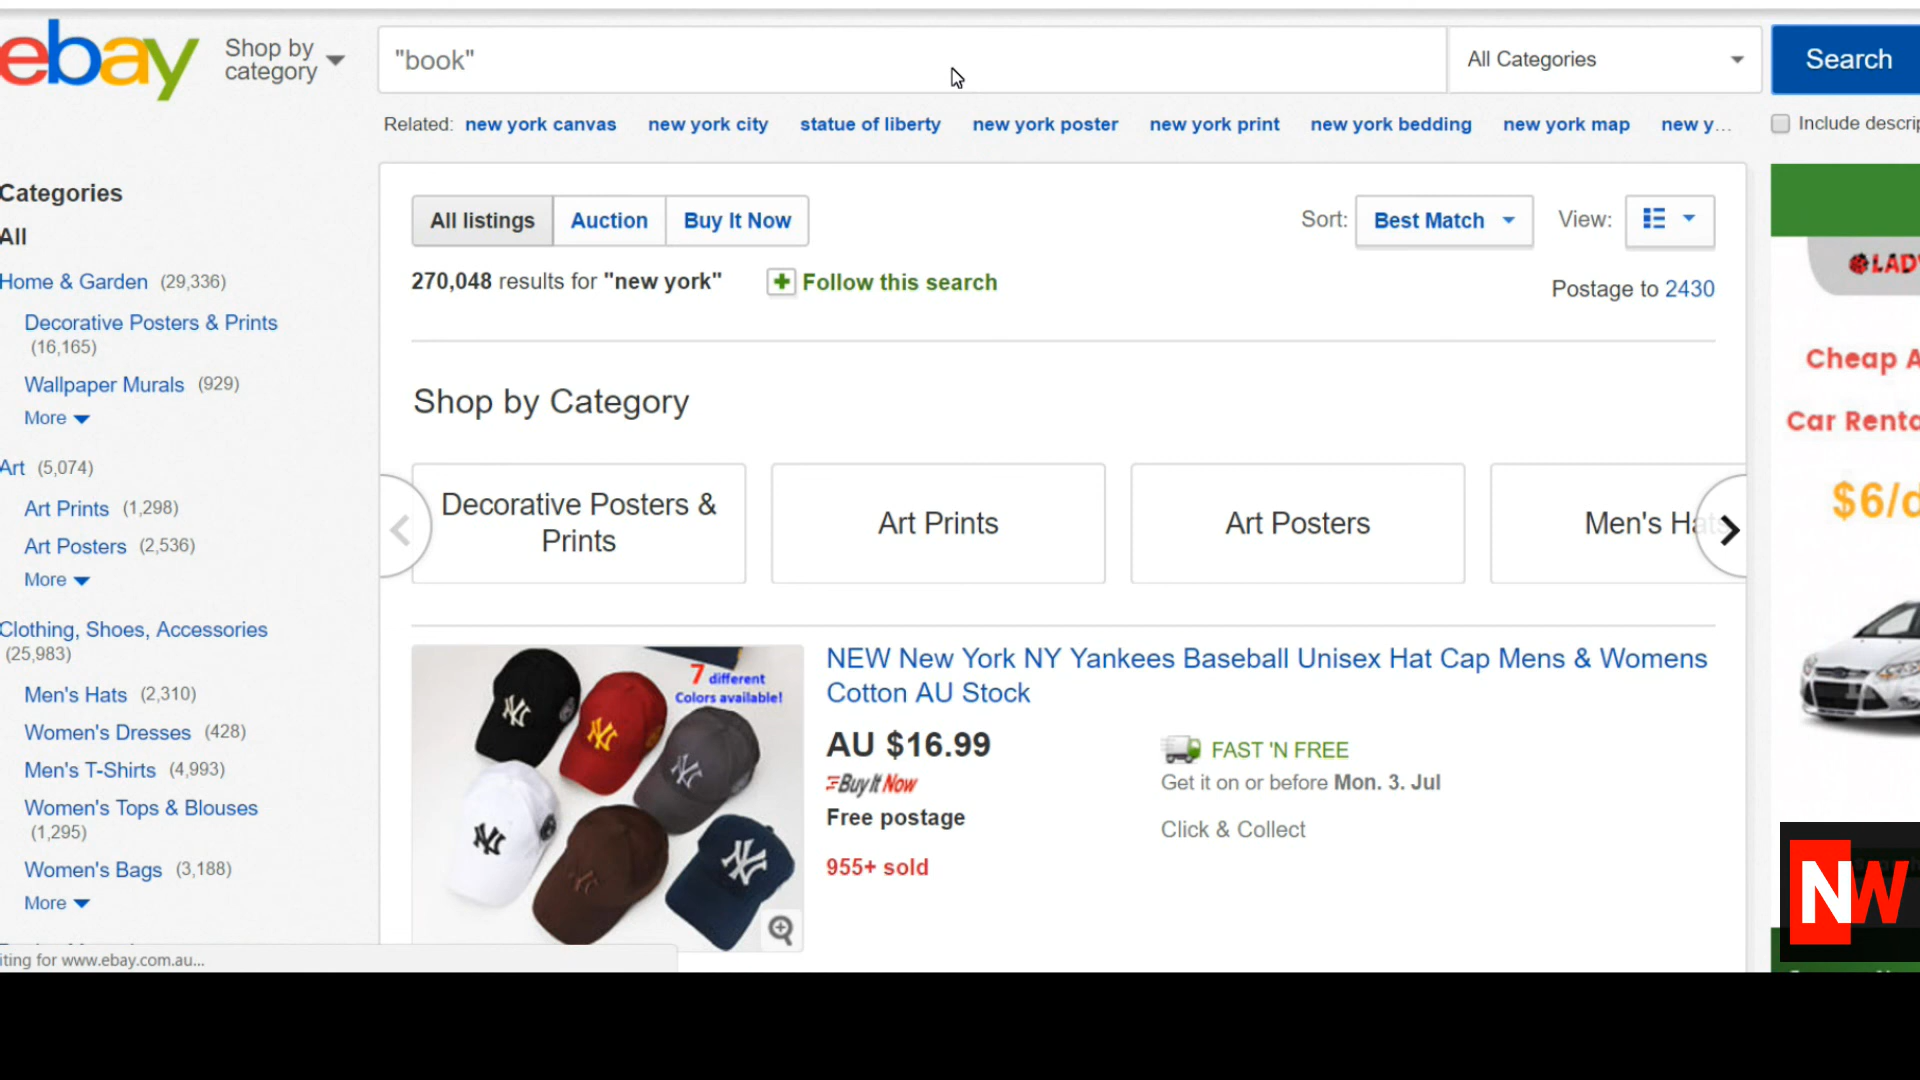 ebay
Shop by
category
"book"
All Categories
Search
Related: new york canvas new york city statue of liberty new york poster new york print new york bedding new york map new y...
Include descrip
Categories
All
Home & Garden (29,336)
Decorative Posters & Prints
(16,165)
Wallpaper Murals (929)
More
Art (5,074)
Art Prints (1,298)
Art Posters (2,536)
More
Clothing, Shoes, Accessories
(25,983)
Men's Hats (2,310)
Women's Dresses (428)
Men's T-Shirts (4,993)
Women's Tops & Blouses
(1,295)
Women's Bags (3,188)
More
iting for www.ebay.com.au...
All listings Auction Buy It Now
Sort: Best Match View:
270,048 results for "new york" Follow this search
Postage to 2430
Shop by Category
Decorative Posters &
Prints
Art Prints
Art Posters
Men's Hats
7 different
Colors available!
NEW New York NY Yankees Baseball Unisex Hat Cap Mens & Womens
Cotton AU Stock
AU $16.99
Buy It Now
Free postage
955+ sold
FAST 'N FREE
Get it on or before Mon. 3. Jul
Click & Collect
LADY
Cheap A
Car Renta
$6/d
NW